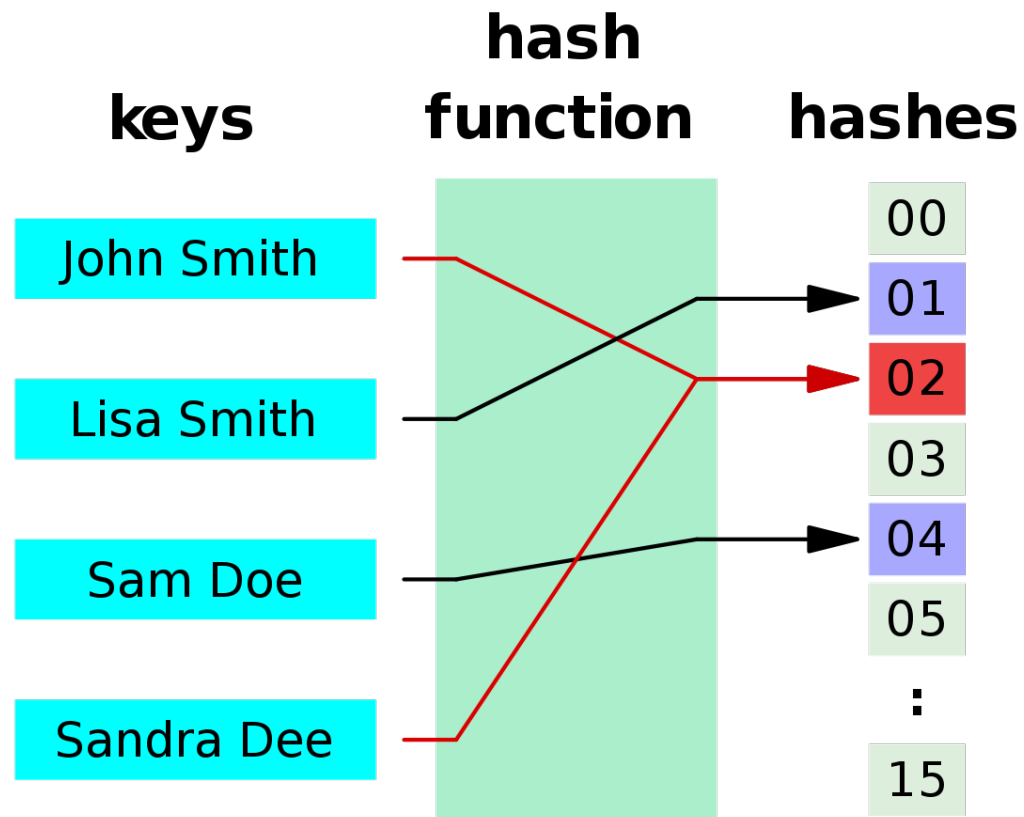 hash
keys function hashes
John Smith
Lisa Smith
Sam Doe
Sandra Dee
00
01
02
03
04
05
:
15